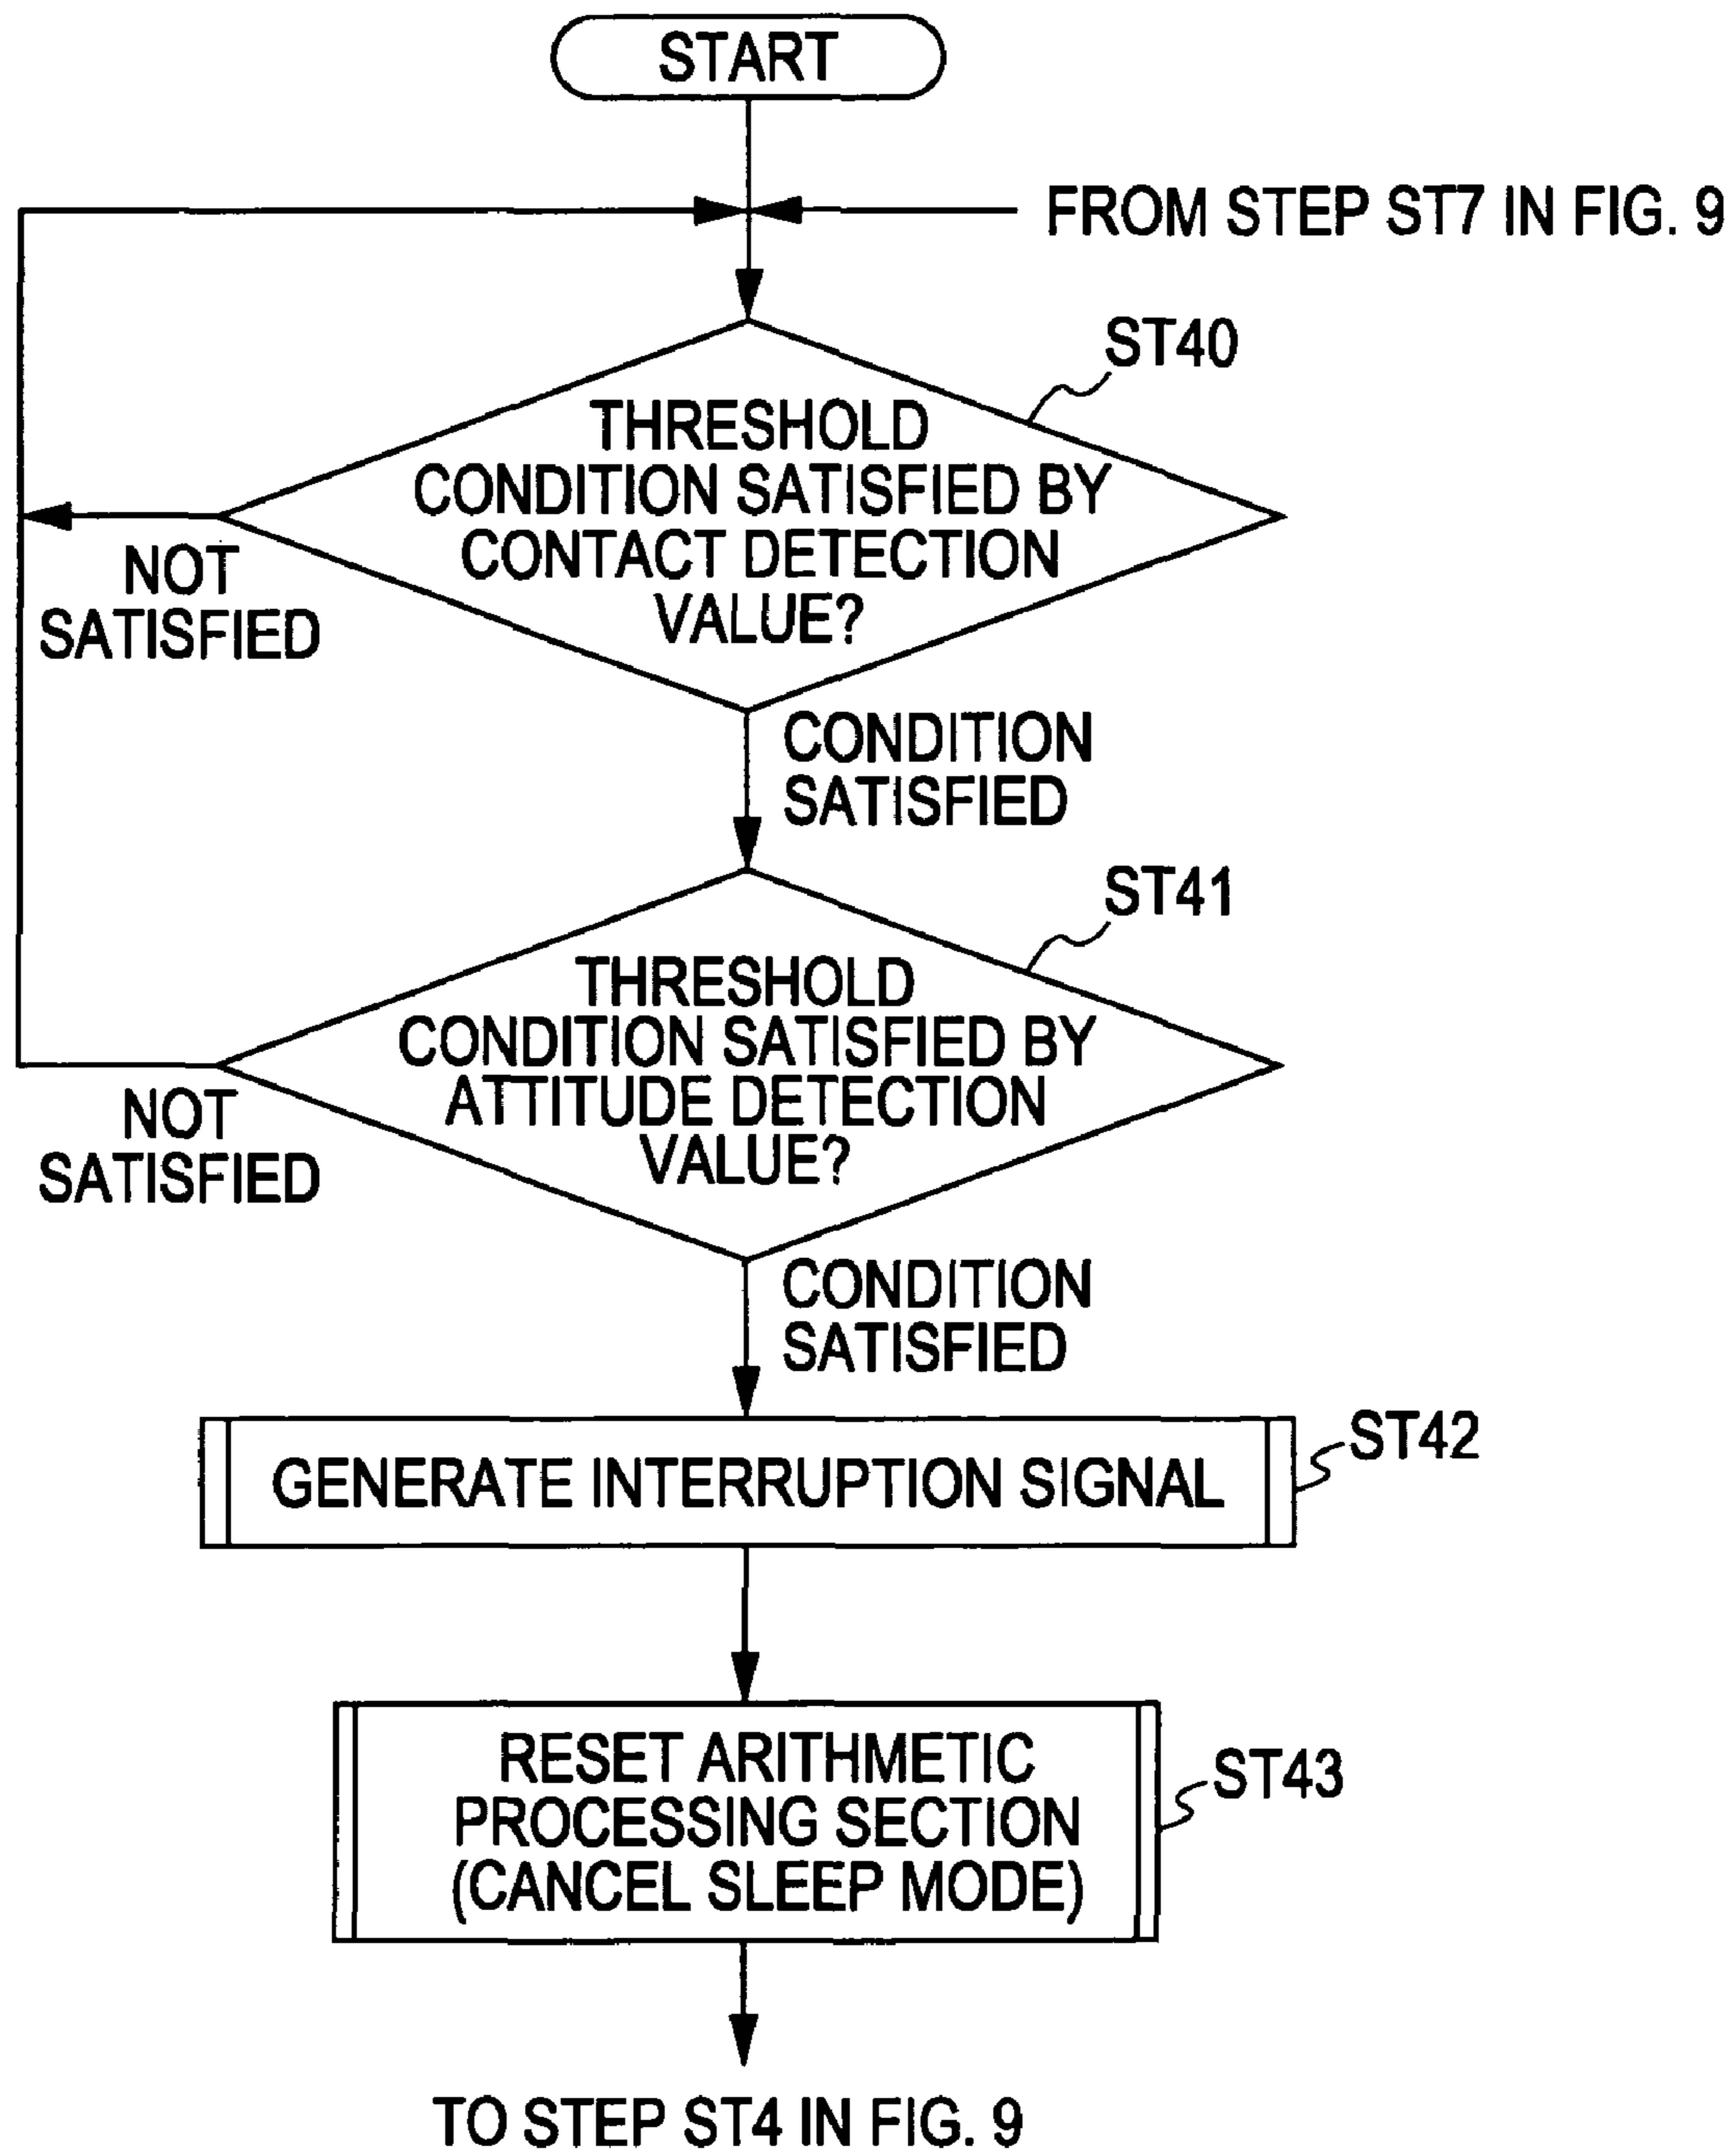 START
FROM STEP ST7 IN FIG. 9
ST40
THRESHOLD
CONDITION SATISFIED BY
CONTACT DETECTION
VALUE?
NOT
SATISFIED
CONDITION
SATISFIED
ST41
THRESHOLD
CONDITION SATISFIED BY
ATTITUDE DETECTION
VALUE?
NOT
SATISFIED
CONDITION
SATISFIED
ST42
GENERATE INTERRUPTION SIGNAL
RESET ARITHMETIC
PROCESSING SECTION
(CANCEL SLEEP MODE)
ST43
TO STEP ST4 IN FIG. 9